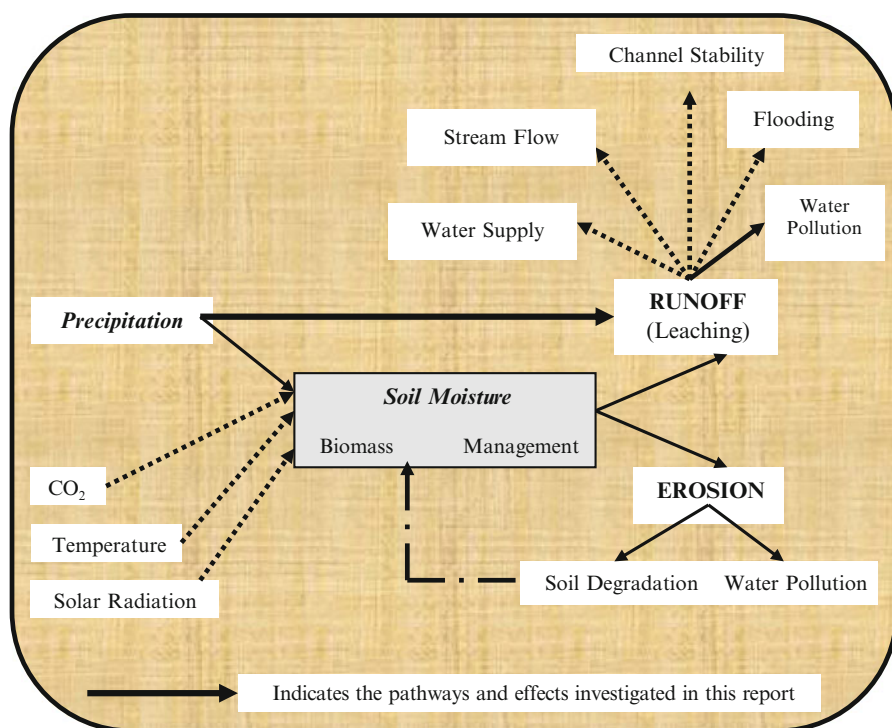 Channel Stability
Flooding
Stream Flow
Water
Pollution
Water Supply
RUNOFF
(Leaching)
Precipitation
Soil Moisture
Biomass Management
CO₂
EROSION
Temperature
Soil Degradation Water Pollution
Solar Radiation
Indicates the pathways and effects investigated in this report